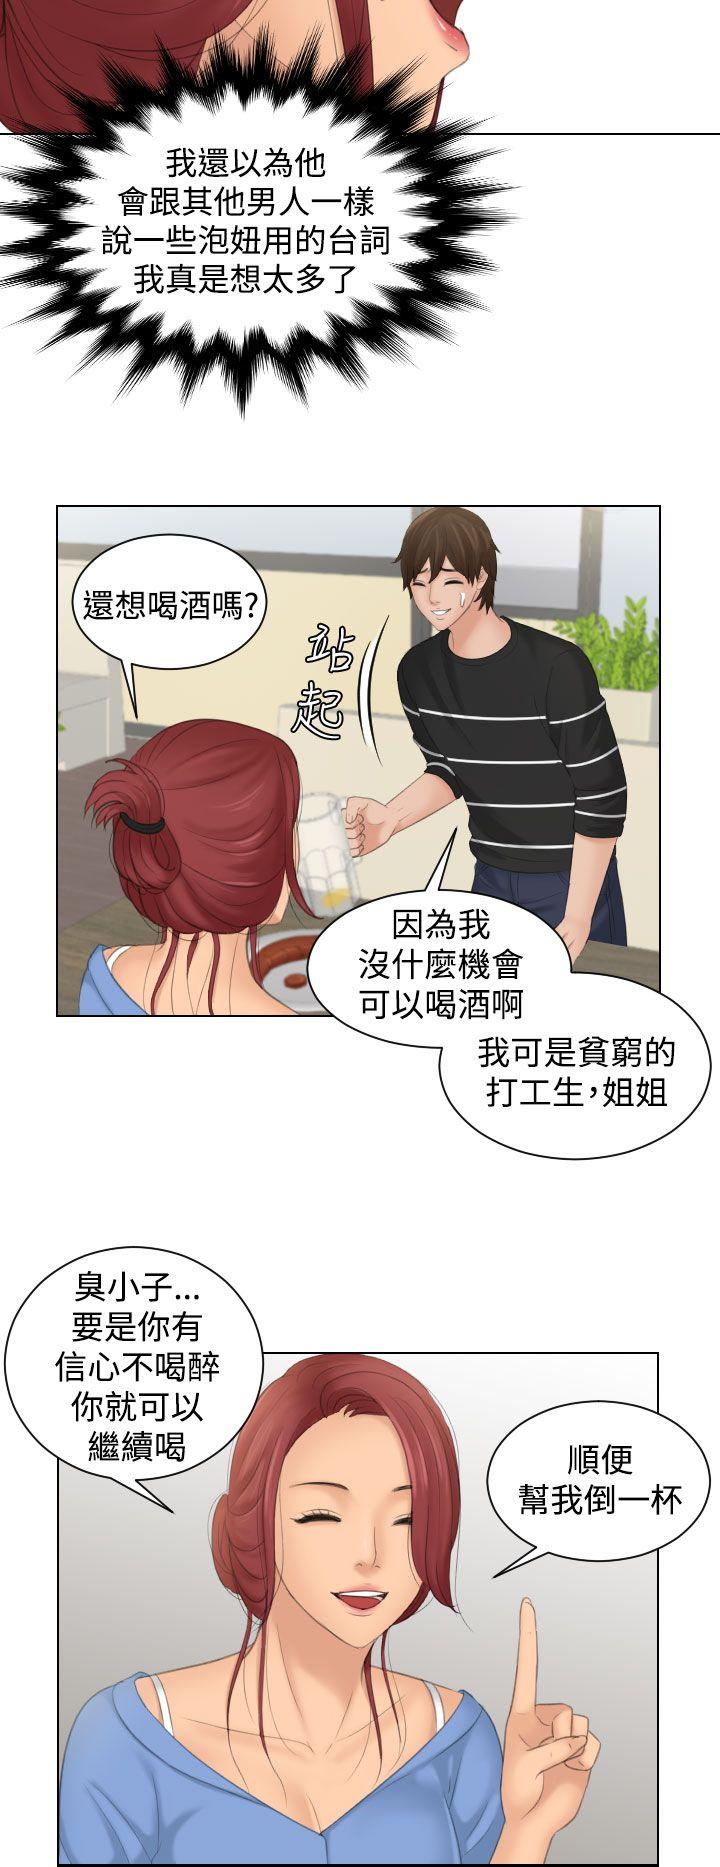 我還以為他
會跟其他男人一樣
說一些泡妞用的台詞
我真是想太多了
還想喝酒嗎?
站起
因為我
沒什麼機會
可以喝酒啊
我可是貧窮的
打工生,姐姐
臭小子...
要是你有
信心不喝醉
你就可以
繼續喝
順便
幫我倒一杯